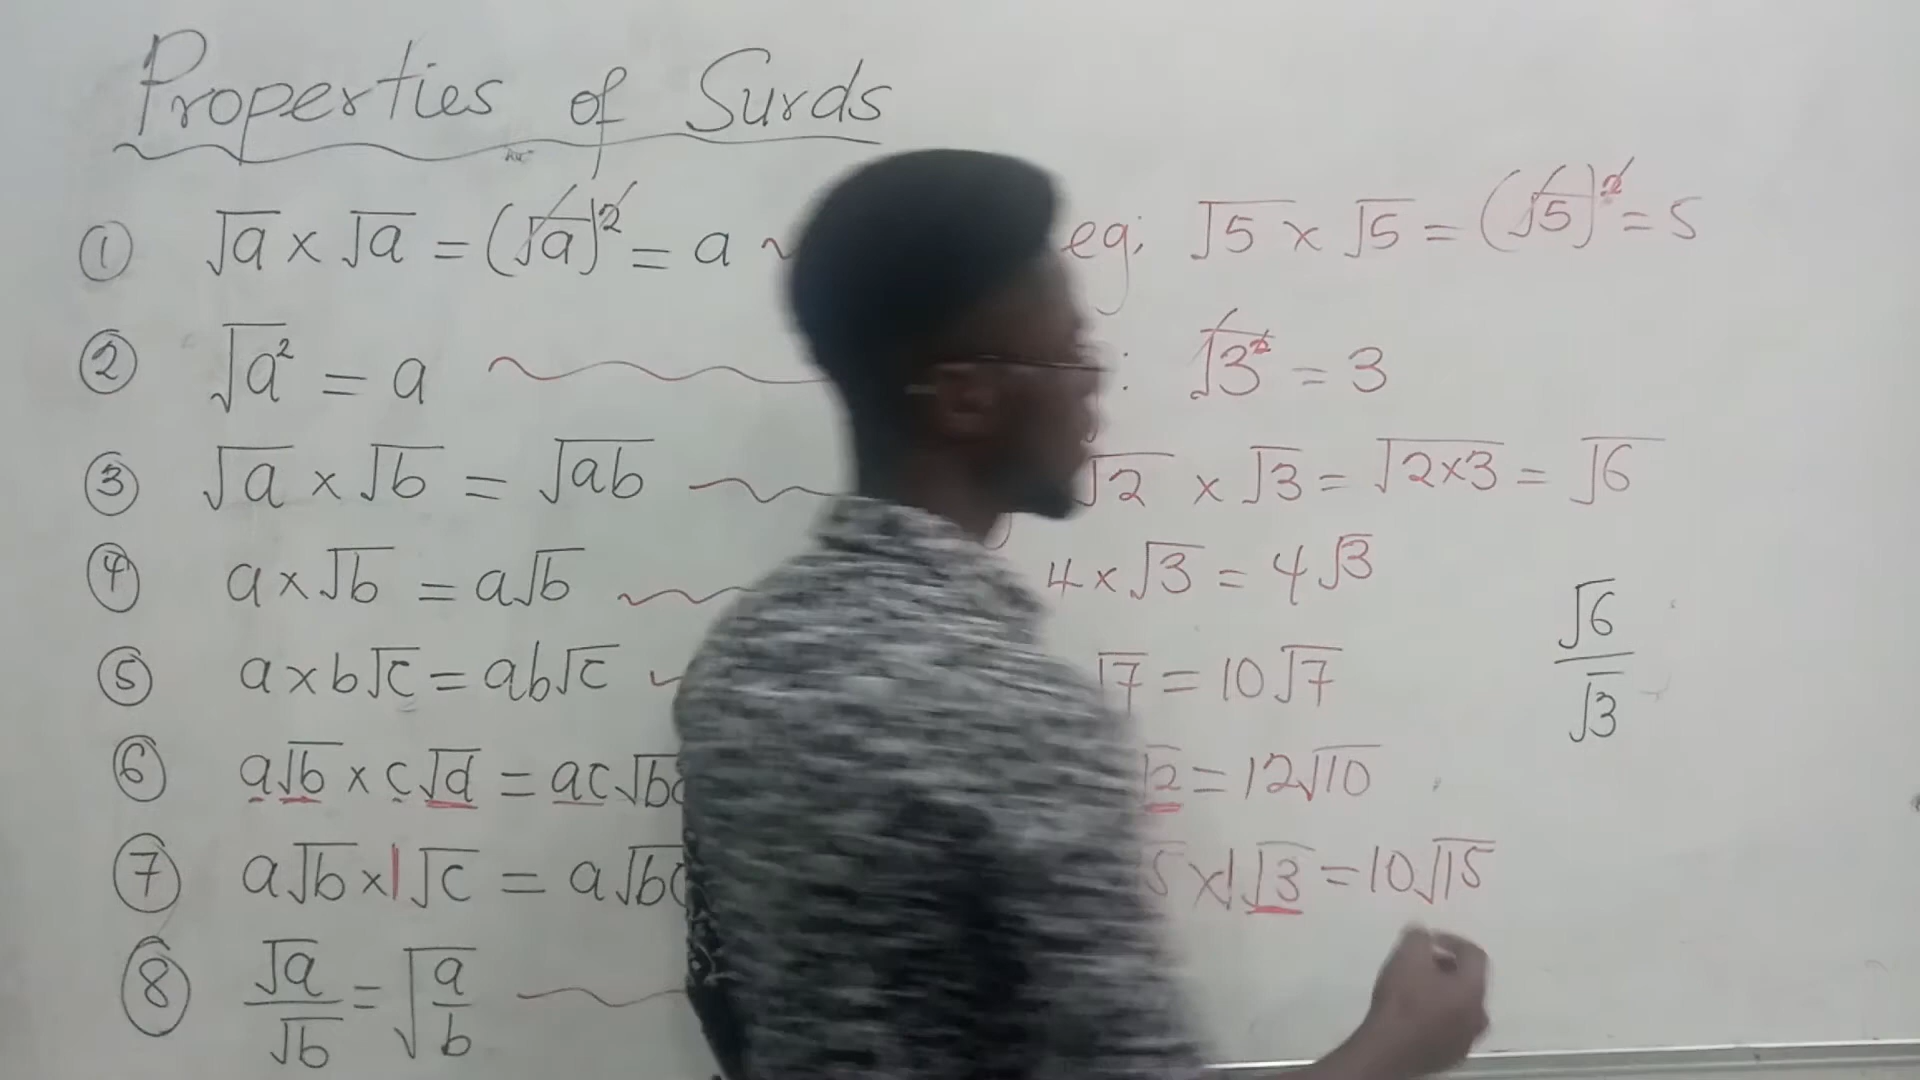 Properties of Surds
① √a × √a = (√a)² = a eg; √5 × √5 = (√5)² = 5
② √a² = a : √3² = 3
③ √a × √b = √ab √2 × √3 = √2×3 = √6
④ a × √b = a√b 4 × √3 = 4√3
⑤ a × b√c = ab√c √7 = 10√7
√6/√3
⑥ a√b × c√d = ac√b √2 = 12√10
⑦ a√b × 1√c = a√b 5 × 1√3 = 10√15
⑧ √a/√b = √a/b